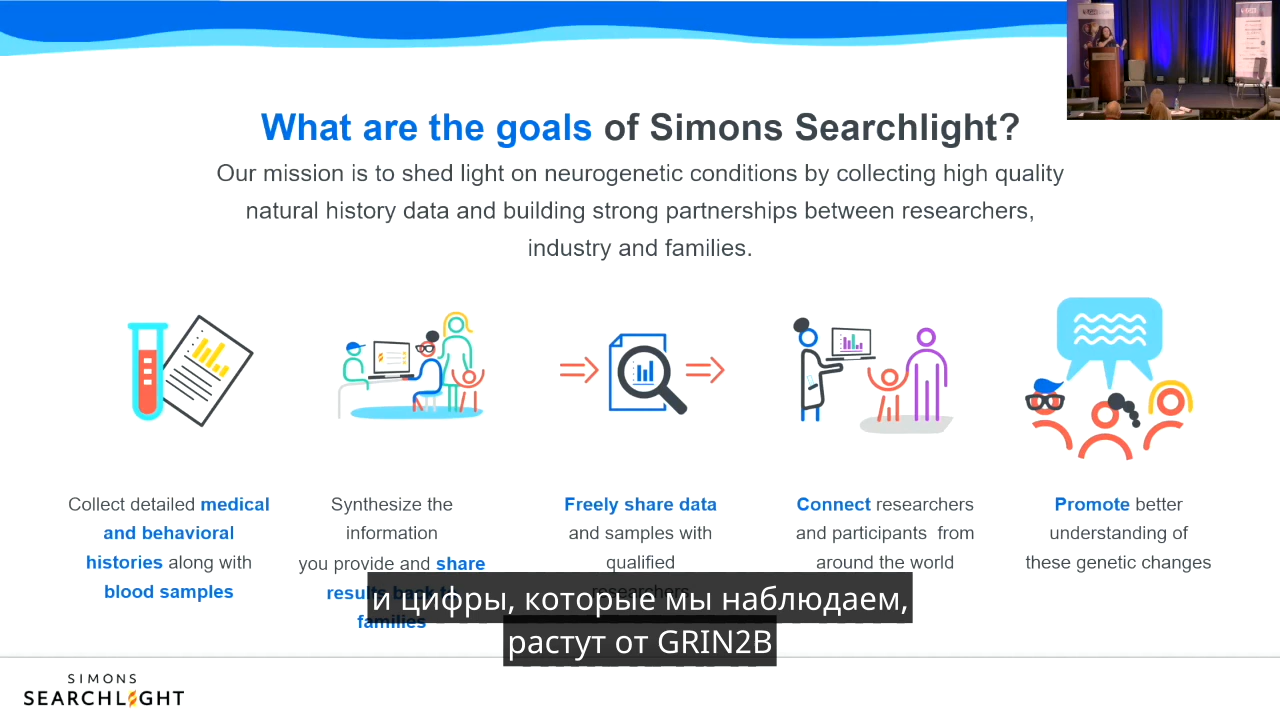 What are the goals of Simons Searchlight?
Our mission is to shed light on neurogenetic conditions by collecting high quality
natural history data and building strong partnerships between researchers,
industry and families.
Collect detailed medical
and behavioral
histories along with
blood samples
Synthesize the
information
you provide and share
results back to
families
Freely share data
and samples with
qualified
researchers
Connect researchers
and participants from
around the world
Promote better
understanding of
these genetic changes
и цифры, которые мы наблюдаем,
растут от GRIN2B
SIMONS
SEARCHLIGHT